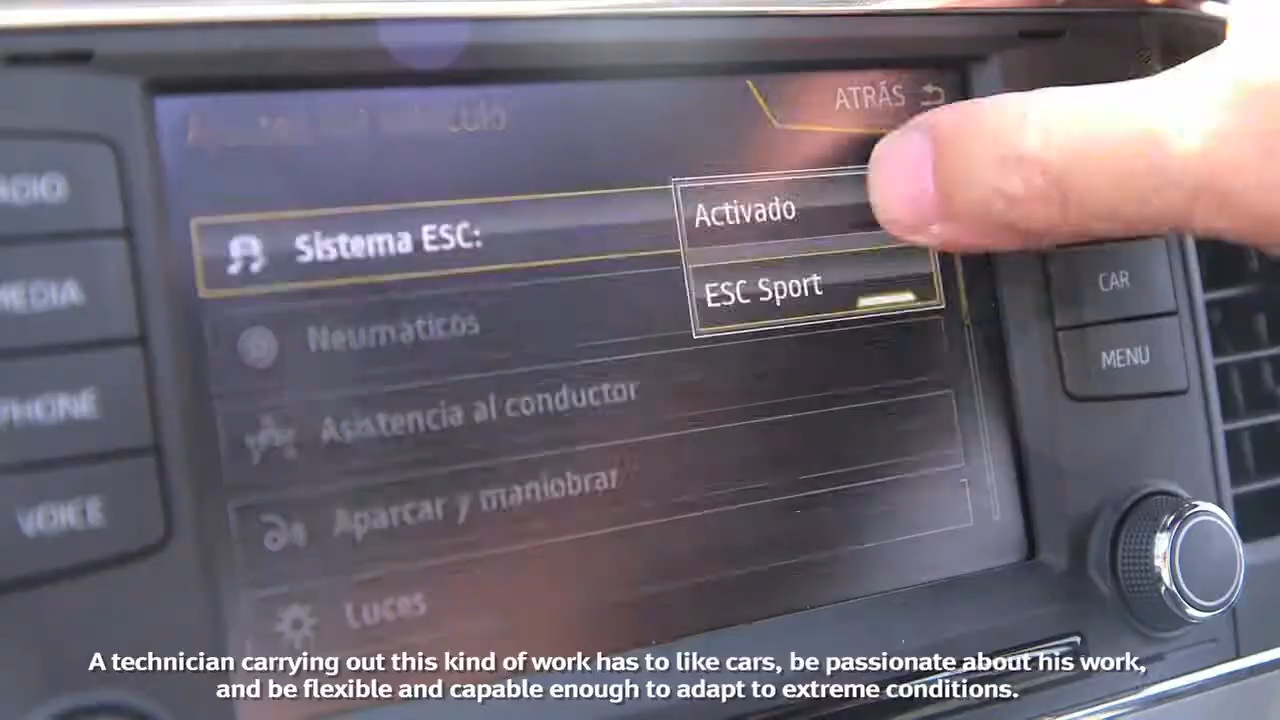 ATRÁS
Sistema ESC:
Activado
ESC Sport
Neumáticos
Asistencia al conductor
Aparcar y maniobrar
Luces
MEDIA
PHONE
VOICE
CAR
MENU
A technician carrying out this kind of work has to like cars, be passionate about his work,
and be flexible and capable enough to adapt to extreme conditions.